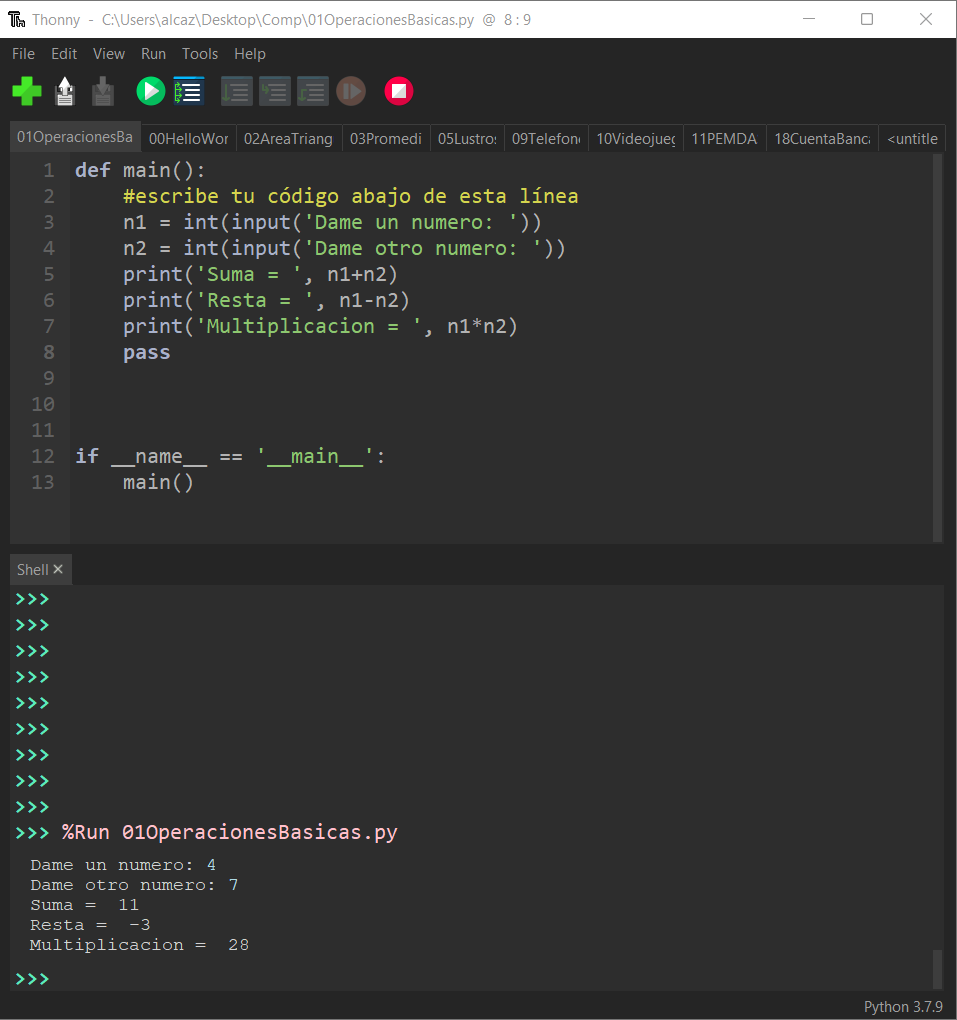 Thonny - C:\Users\alcaz\Desktop\Comp\01OperacionesBasicas.py @ 8 : 9
File Edit View Run Tools Help
01OperacionesBa 00HelloWor 02AreaTriang 03Promedi 05Lustros 09Telefon 10Videojueg 11PEMDA 18CuentaBanca <untitle
1 def main():
2     #escribe tu código abajo de esta línea
3     n1 = int(input('Dame un numero: '))
4     n2 = int(input('Dame otro numero: '))
5     print('Suma = ', n1+n2)
6     print('Resta = ', n1-n2)
7     print('Multiplicacion = ', n1*n2)
8     pass
9
10
11
12 if __name__ == '__main__':
13     main()
Shell ×
>>>
>>>
>>>
>>>
>>>
>>>
>>>
>>>
>>>
>>> %Run 01OperacionesBasicas.py
Dame un numero: 4
Dame otro numero: 7
Suma =  11
Resta =  -3
Multiplicacion =  28
>>>
Python 3.7.9